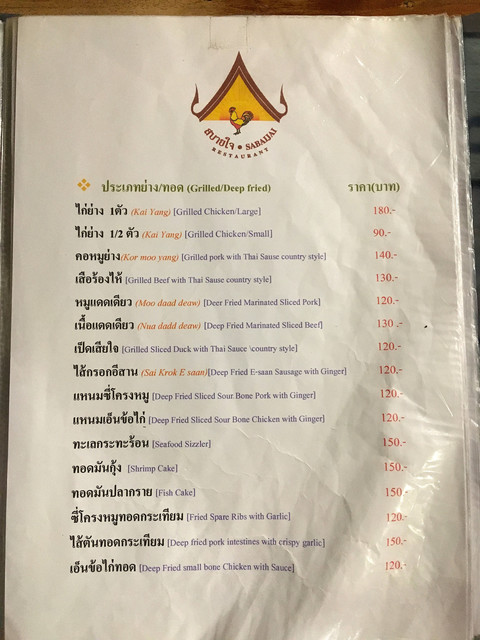 สบายใจ • SABAIJAI
RESTAURANT
ประเภทย่าง/ทอด (Grilled/Deep fried) ราคา(บาท)
ไก่ย่าง 1ตัว (Kai Yang) [Grilled Chicken/Large] 180.-
ไก่ย่าง 1/2 ตัว (Kai Yang) [Grilled Chicken/Small] 90.-
คอหมูย่าง(Kor moo yang) [Grilled pork with Thai Sause country style] 140.-
เสือร้องไห้ [Grilled Beef with Thai Sause country style] 130.-
หมูแดดเดียว (Moo daad deaw) [Deer Fried Marinated Sliced Pork] 120.-
เนื้อแดดเดียว (Nua dadd deaw) [Deep Fried Marinated Sliced Beef] 130.-
เป็ดเสียใจ [Grilled Sliced Duck with Thai Sauce \country style] 120.-
ไส้กรอกอีสาน (Sai Krok E saan)[Deep Fried E-saan Sausage with Ginger] 120.-
แหนมซี่โครงหมู [Deep Fried Sliced Sour Bone Pork with Ginger] 120.-
แหนมเอ็นข้อไก่ [Deep Fried Sliced Sour Bone Chicken with Ginger] 120.-
ทะเลกระทะร้อน [Seafood Sizzler] 150.-
ทอดมันกุ้ง [Shrimp Cake] 150.-
ทอดมันปลากราย [Fish Cake] 150.-
ซี่โครงหมูทอดกระเทียม [Fried Spare Ribs with Garlic] 120.-
ไส้ตันทอดกระเทียม [Deep fried pork intestines with crispy garlic] 150.-
เอ็นข้อไก่ทอด [Deep Fried small bone Chicken with Sauce] 120.-